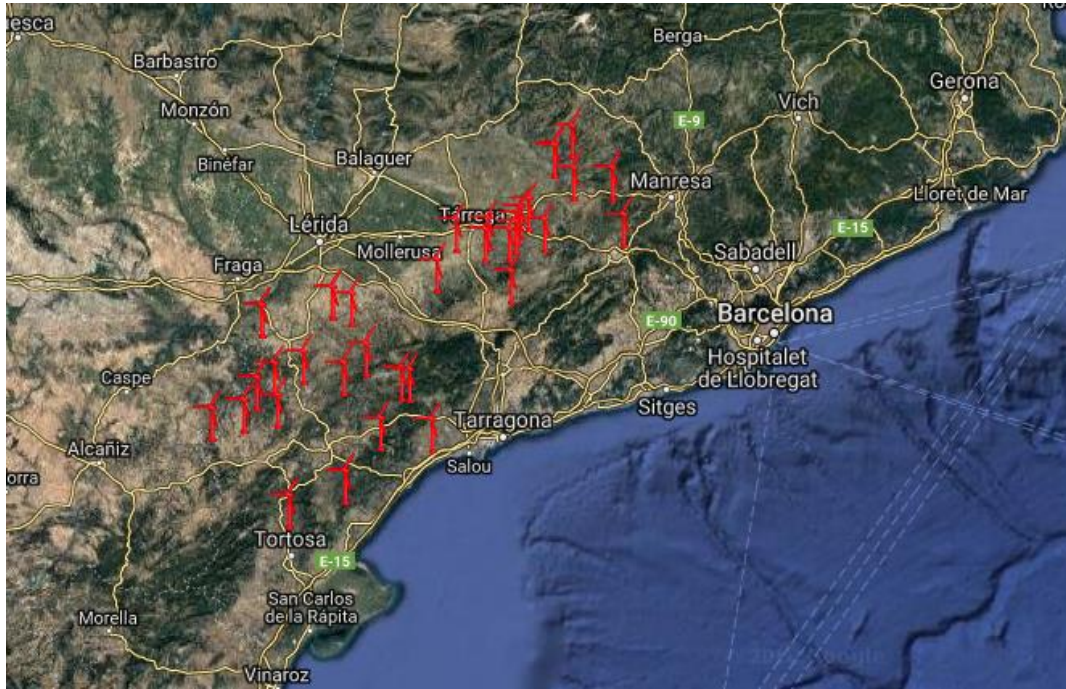 uesca
Barbastro
Monzón
Binéfar
Balaguer
Berga
E-9
Vich
Gerona
Manresa
Lloret de Mar
Lérida
Tárrega
Mollerusa
Fraga
Sabadell
E-15
Barcelona
E-90
Hospitalet
de Llobregat
Sitges
Caspe
Tarragona
Salou
Alcañiz
orra
Tortosa
E-15
San Carlos
de la Rápita
Morella
Vinaroz